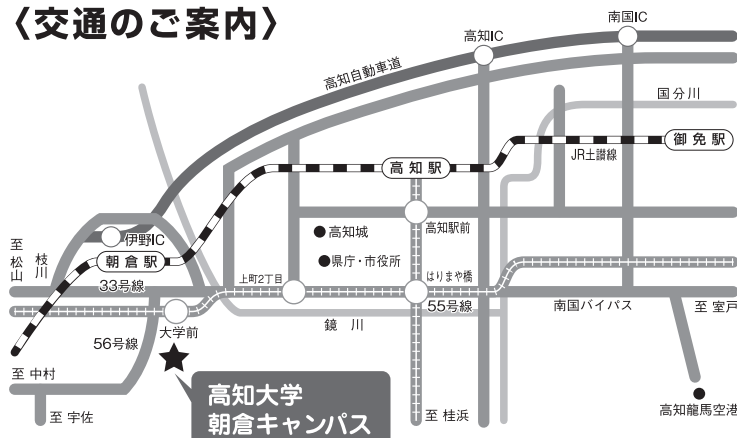 〈交通のご案内〉
南国IC
高知IC
高知自動車道
国分川
御免駅
JR土讃線
高知駅
高知駅前
高知城
県庁・市役所
伊野IC
朝倉駅
至松山
枝川
33号線
上町2丁目
はりまや橋
55号線
南国バイパス
至 室戸
大学前
鏡 川
56号線
至 中村
至 宇佐
高知大学
朝倉キャンパス
至 桂浜
高知龍馬空港